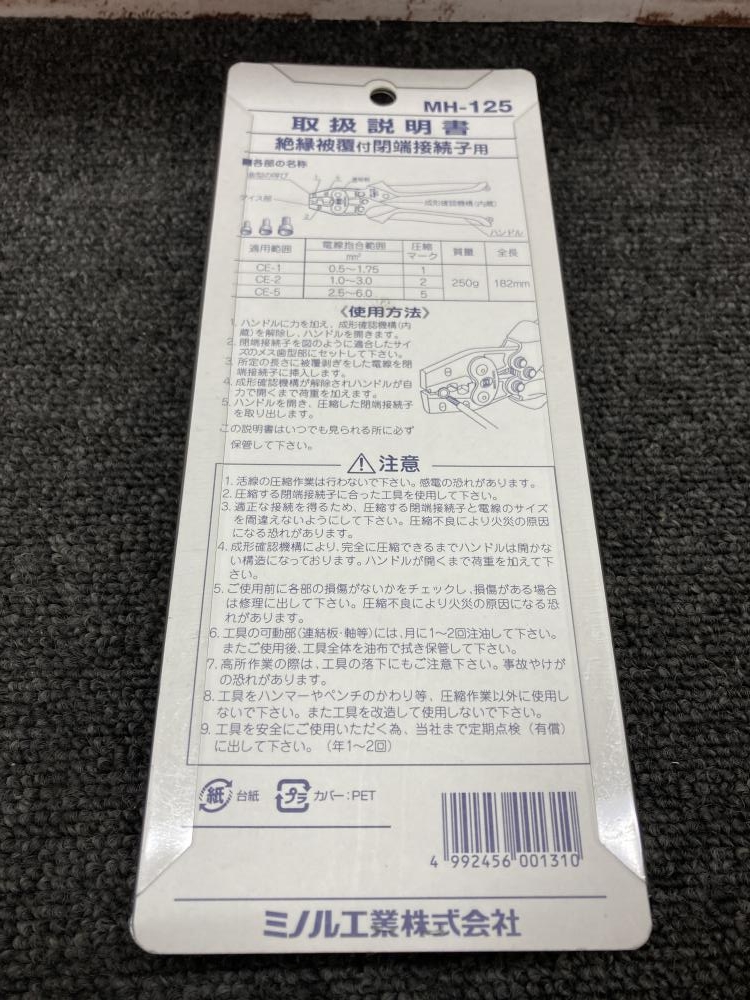 MH-125
取扱説明書
絶縁被覆付閉端接続子用
■各部の名称
歯型の呼び
ダイス部
成形確認機構(内蔵)
ハンドル
適用範囲 電線抱合範囲 mm² 圧縮マーク 質量 全長
CE-1 0.5〜1.75 1
CE-2 1.0〜3.0 2 250g 182mm
CE-5 2.5〜6.0 5
《使用方法》
1. ハンドルに力を加え、成形確認機構(内
蔵)を解除し、ハンドルを開きます。
2. 閉端接続子を図のように適合したサイ
ズのメス歯型部にセットして下さい。
3. 所定の長さに被覆剥ぎをした電線を閉
端接続子に挿入します。
4. 成形確認機構が解除されハンドルが自
力で開くまで荷重を加えます。
5. ハンドルを開き、圧縮した閉端接続子
を取り出します。
この説明書はいつでも見られる所に必ず
保管して下さい。
⚠注意
1. 活線の圧縮作業は行わないで下さい。感電の恐れがあります。
2. 圧縮する閉端接続子に合った工具を使用して下さい。
3. 適正な接続を得るため、圧縮する閉端接続子と電線のサイズ
を間違えないようにして下さい。圧縮不良により火災の原因
になる恐れがあります。
4. 成形確認機構により、完全に圧縮できるまでハンドルは開かな
い構造になっております。ハンドルが開くまで荷重を加えて下
さい。
5. ご使用前に各部の損傷がないかをチェックし、損傷がある場合
は修理に出して下さい。圧縮不良により火災の原因になる恐
れがあります。
6. 工具の可動部(連結板・軸等)には、月に1〜2回注油して下さい。
またご使用後、工具全体を油布で拭き保管して下さい。
7. 高所作業の際は、工具の落下にもご注意下さい。事故やけが
の恐れがあります。
8. 工具をハンマーやペンチのかわり等、圧縮作業以外に使用し
ないで下さい。また工具を改造して使用しないで下さい。
9. 工具を安全にご使用いただく為、当社まで定期点検（有償）
に出して下さい。（年1〜2回）
紙 台紙 プラ カバー:PET
4 992456 001310
ミノル工業株式会社